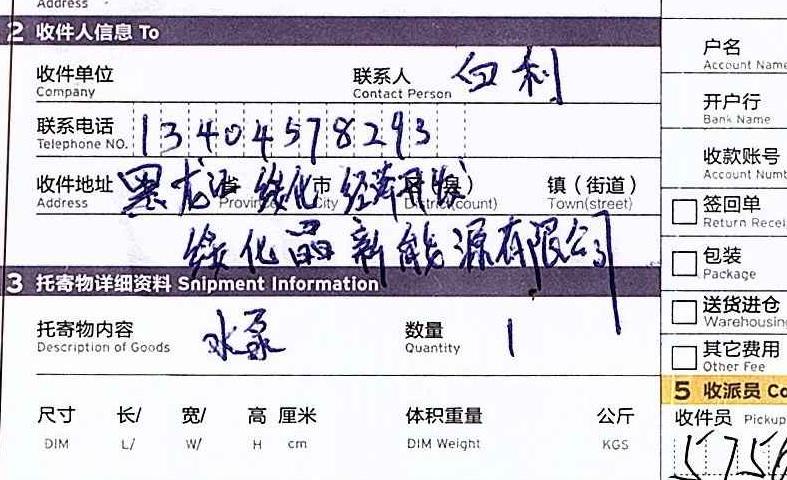 Address
2 收件人信息 To
收件单位 联系人 白利
Company Contact Person
联系电话 13404578293
Telephone NO.
收件地址 黑龙江省 绥化市 经济开发区(县) 镇(街道)
Address Province City District(count) Town(street)
绥化晶新能源有限公司
3 托寄物详细资料 Snipment Information
托寄物内容 水泵 数量 1
Description of Goods Quantity
尺寸 长/ 宽/ 高 厘米 体积重量 公斤
DIM L/ W/ H cm DIM Weight KGS
户名
Account Name
开户行
Bank Name
收款账号
签回单
包装
Package
送货进仓
Warehousing
其它费用
Other Fee
5 收派员
收件员 Pickup
575